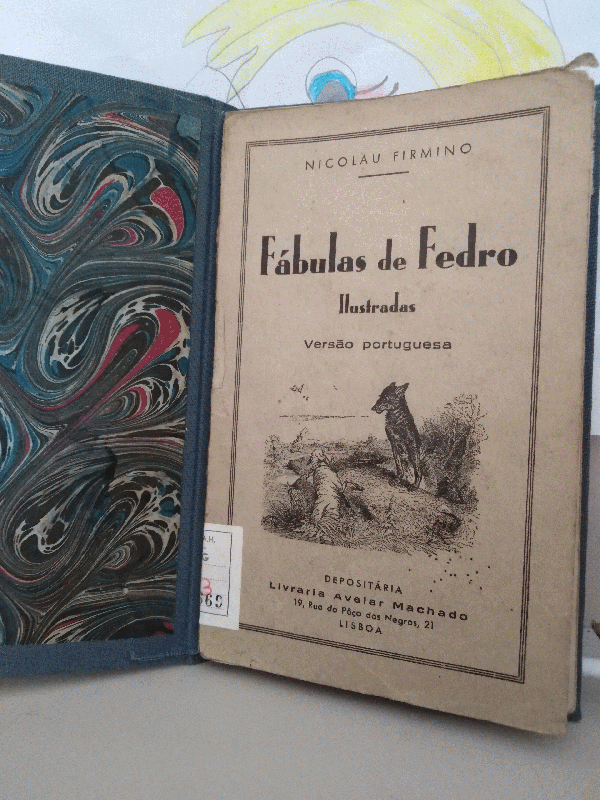 NICOLAU FIRMINO
Fábulas de Fedro
Ilustradas
Versão portuguesa
DEPOSITÁRIA
Livraria Avelar Machado
19, Rua do Pôço dos Negros, 21
LISBOA
A.H.
G